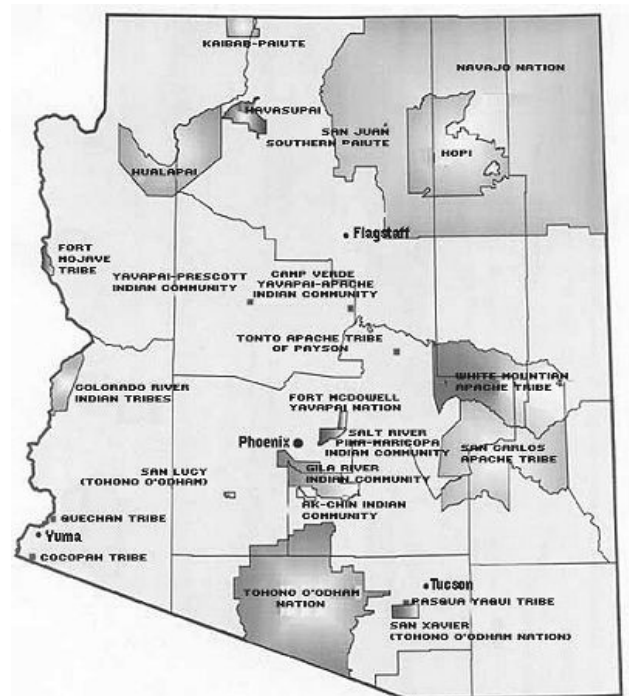 KAIBAB-PAIUTE
NAVAJO NATION
HAVASUPAI
SAN JUAN
SOUTHERN PAIUTE
HOPI
HUALAPAI
Flagstaff
FORT
MOJAVE
TRIBE
YAVAPAI-PRESCOTT
INDIAN COMMUNITY
CAMP VERDE
YAVAPAI-APACHE
INDIAN COMMUNITY
TONTO APACHE TRIBE
OF PAYSON
WHITE MOUNTIAN
APACHE TRIBE
COLORADO RIVER
INDIAN TRIBES
FORT MCDOWELL
YAVAPAI NATION
SALT RIVER
PIMA-MARICOPA
INDIAN COMMUNITY
Phoenix
SAN CARLOS
APACHE TRIBE
GILA RIVER
INDIAN COMMUNITY
SAN LUCY
(TOHONO O'ODHAM)
AK-CHIN INDIAN
COMMUNITY
QUECHAN TRIBE
Yuma
COCOPAH TRIBE
TOHONO O'ODHAM
NATION
Tucson
PASQUA YAQUI TRIBE
SAN XAVIER
(TOHONO O'ODHAM NATION)